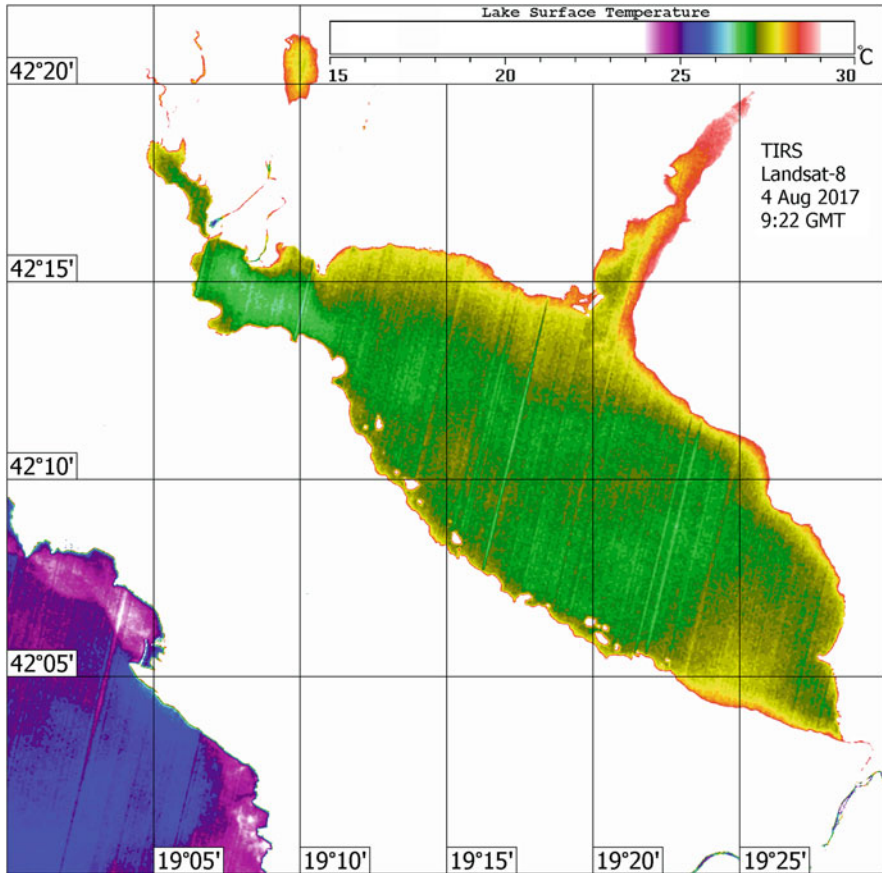 Lake Surface Temperature
15 20 25 30 °C
42°20'
TIRS
Landsat-8
4 Aug 2017
9:22 GMT
42°15'
42°10'
42°05'
19°05' 19°10' 19°15' 19°20' 19°25'